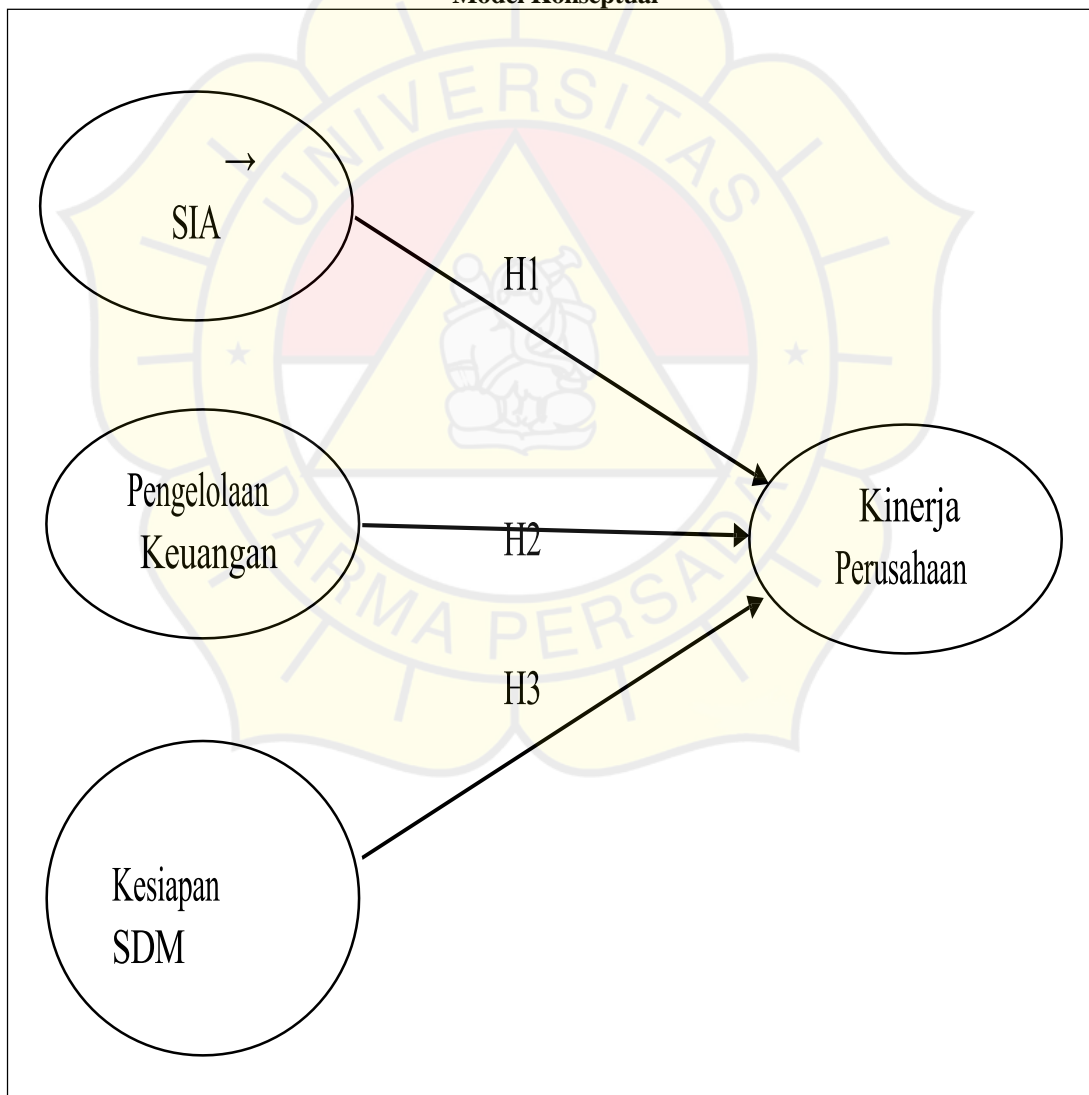 Model Konseptual
UNIVERSITAS
→
SIA
H1
Pengelolaan
Keuangan
H2
Kinerja
Perusahaan
DARMA PERSADA
H3
Kesiapan
SDM